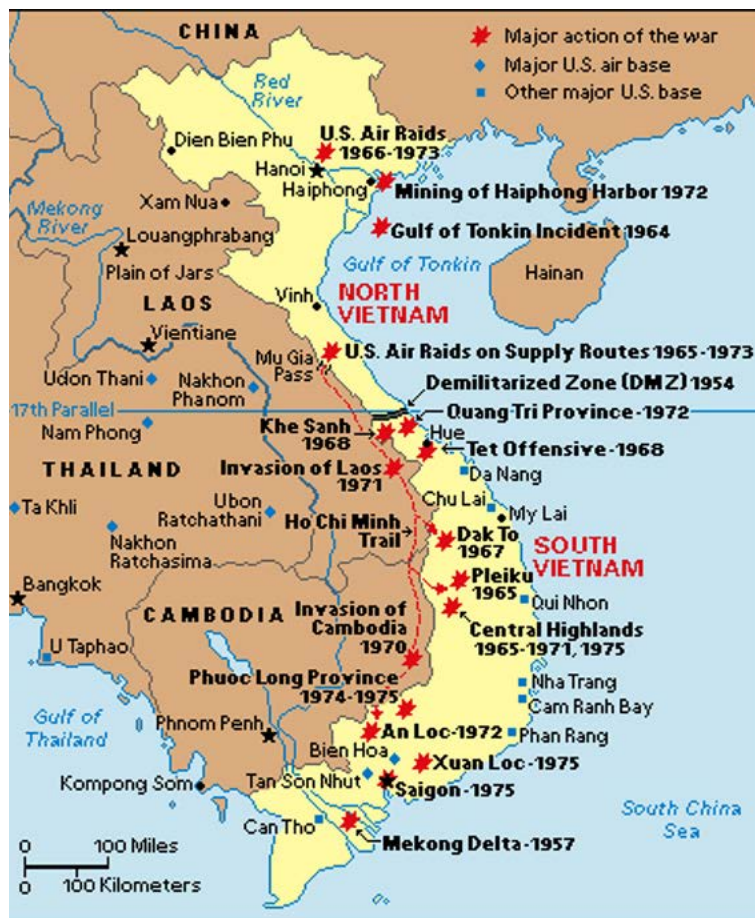 CHINA
Major action of the war
Major U.S. air base
Other major U.S. base
Red
River
Dien Bien Phu
U.S. Air Raids
1966-1973
Hanoi
Haiphong
Mining of Haiphong Harbor 1972
Xam Nua
Mekong
River
Louangphrabang
Gulf of Tonkin Incident 1964
Plain of Jars
Gulf of Tonkin
Hainan
LAOS
Vinh
NORTH
VIETNAM
Vientiane
Mu Gia
Pass
U.S. Air Raids on Supply Routes 1965-1973
Udon Thani
Nakhon
Phanom
Demilitarized Zone (DMZ) 1954
17th Parallel
Quang Tri Province-1972
Nam Phong
Khe Sanh
1968
Hue
Tet Offensive-1968
THAILAND
Invasion of Laos
1971
Da Nang
Ta Khli
Ubon
Ratchathani
Chu Lai
My Lai
Nakhon
Ratchasima
Ho Chi Minh
Trail
Dak To
1967
SOUTH
VIETNAM
Bangkok
Pleiku
1965
CAMBODIA
Invasion of
Cambodia
1970
Qui Nhon
Central Highlands
1965-1971, 1975
U Taphao
Phuoc Long Province
1974-1975
Nha Trang
Cam Ranh Bay
Gulf of
Thailand
Phnom Penh
An Loc-1972
Phan Rang
Bien Hoa
Xuan Loc-1975
Kompong Som
Tan Son Nhut
Saigon-1975
South China
Sea
Can Tho
Mekong Delta-1957
0 100 Miles
0 100 Kilometers